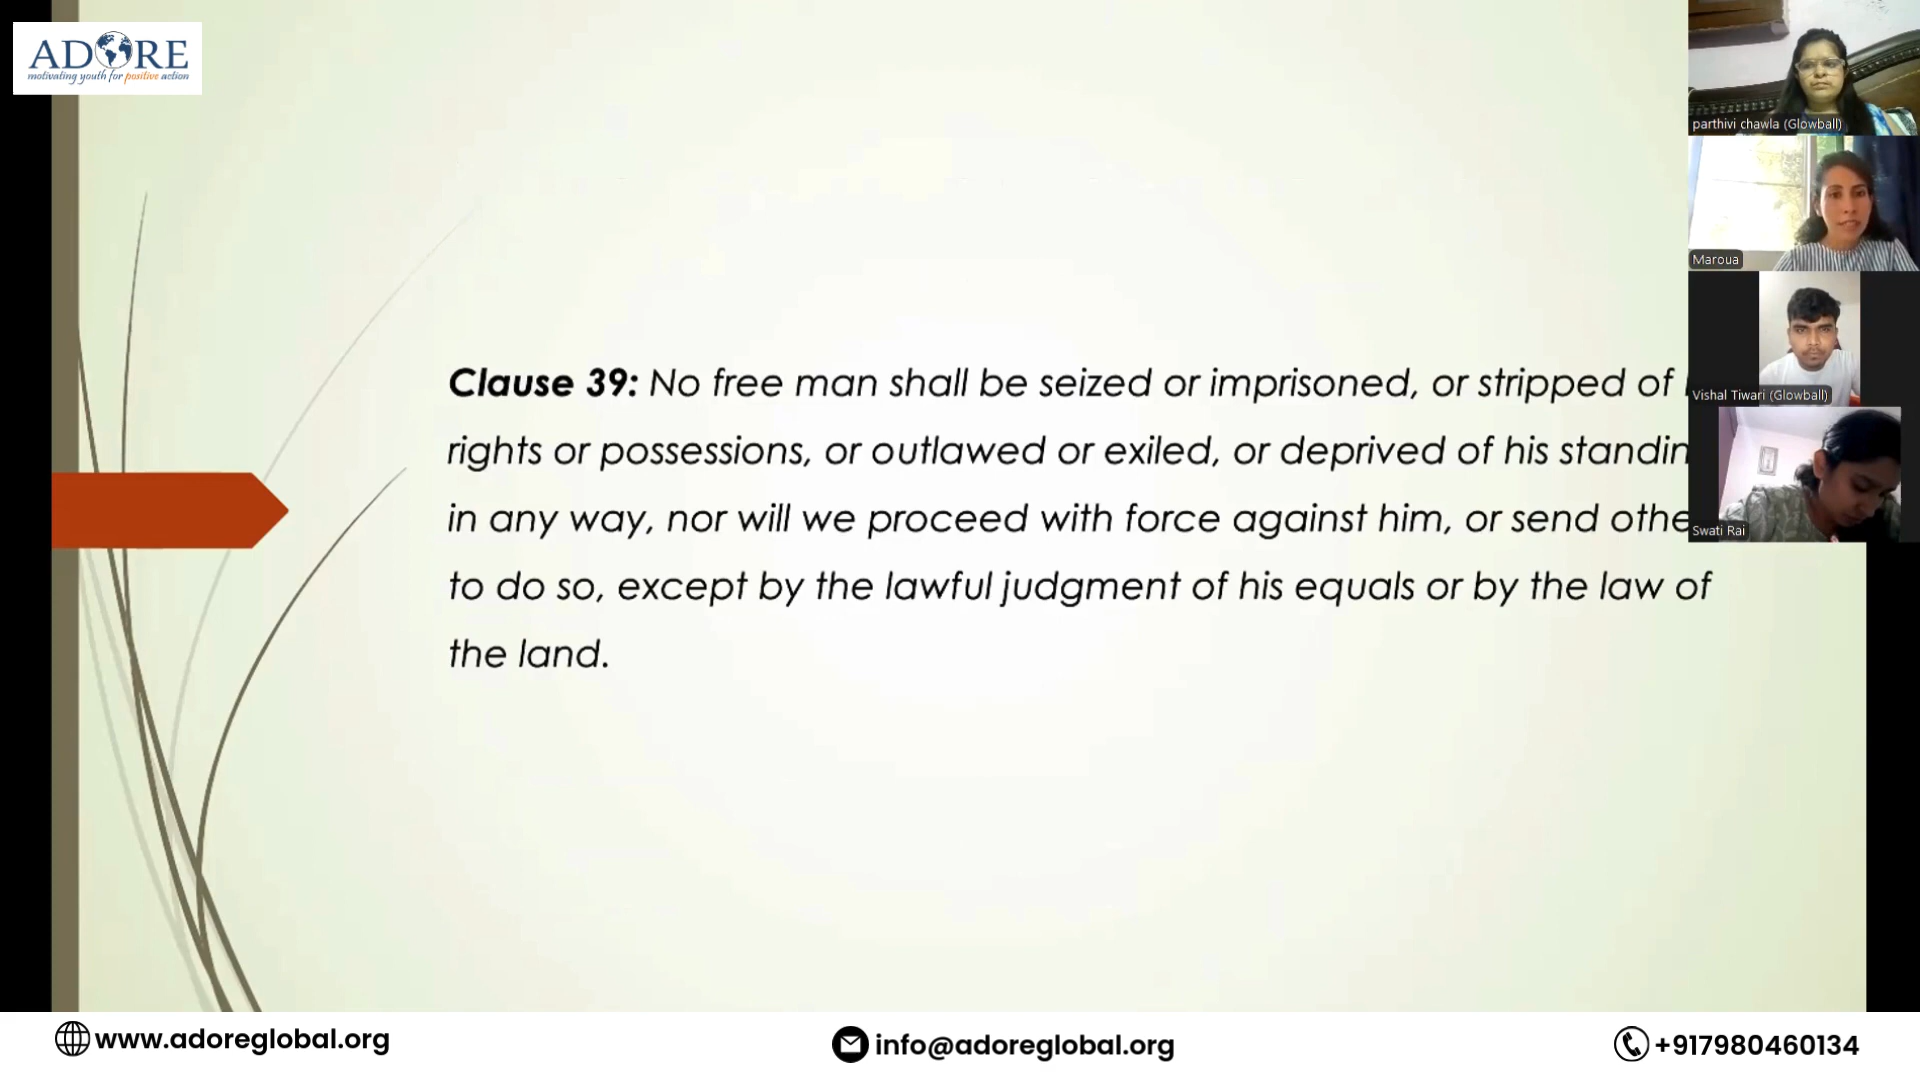 ADORE
motivating youth for positive action
parthivi chawla (Glowball)
Maroua
Vishal Tiwari (Glowball)
Swati Rai
Clause 39: No free man shall be seized or imprisoned, or stripped of
rights or possessions, or outlawed or exiled, or deprived of his standin
in any way, nor will we proceed with force against him, or send othe
to do so, except by the lawful judgment of his equals or by the law of
the land.
www.adoreglobal.org
info@adoreglobal.org
+917980460134